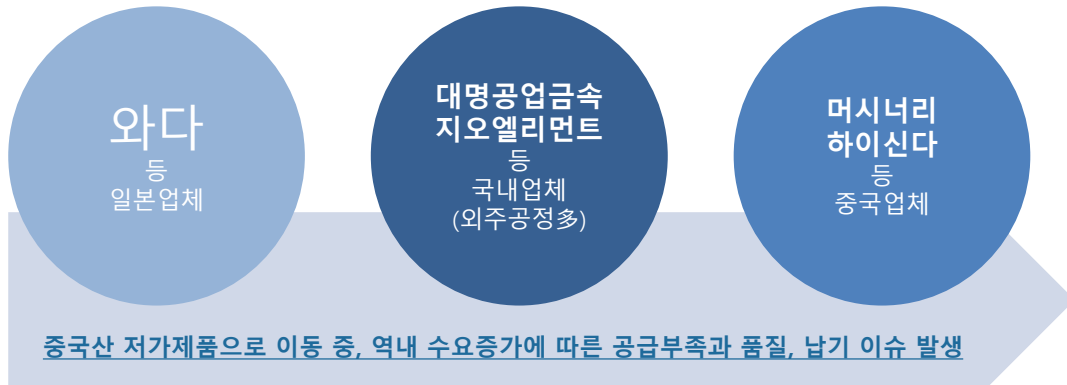 와다
등
일본업체
대명공업금속
지오엘리먼트
등
국내업체
(외주공정多)
머시너리
하이신다
등
중국업체
중국산 저가제품으로 이동 중, 역내 수요증가에 따른 공급부족과 품질, 납기 이슈 발생